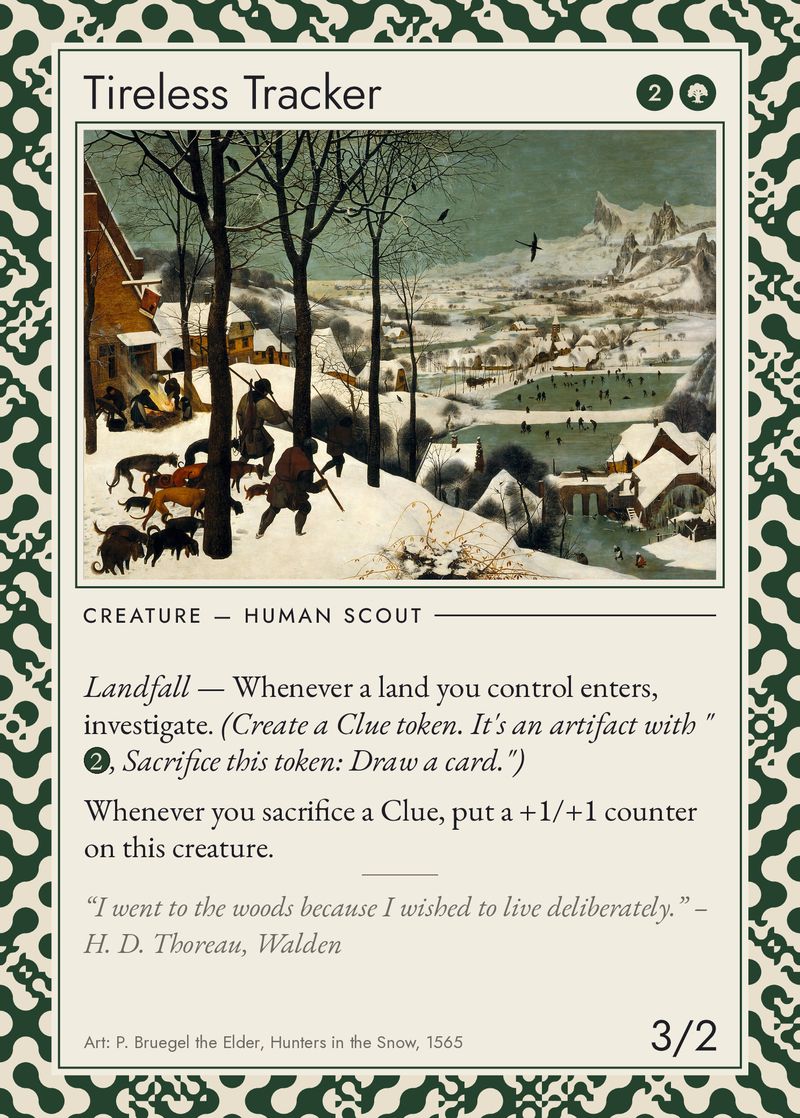 Tireless Tracker 2
CREATURE — HUMAN SCOUT
Landfall — Whenever a land you control enters,
investigate. (Create a Clue token. It's an artifact with "
2, Sacrifice this token: Draw a card.")
Whenever you sacrifice a Clue, put a +1/+1 counter
on this creature.
“I went to the woods because I wished to live deliberately.” –
H. D. Thoreau, Walden
Art: P. Bruegel the Elder, Hunters in the Snow, 1565
3/2